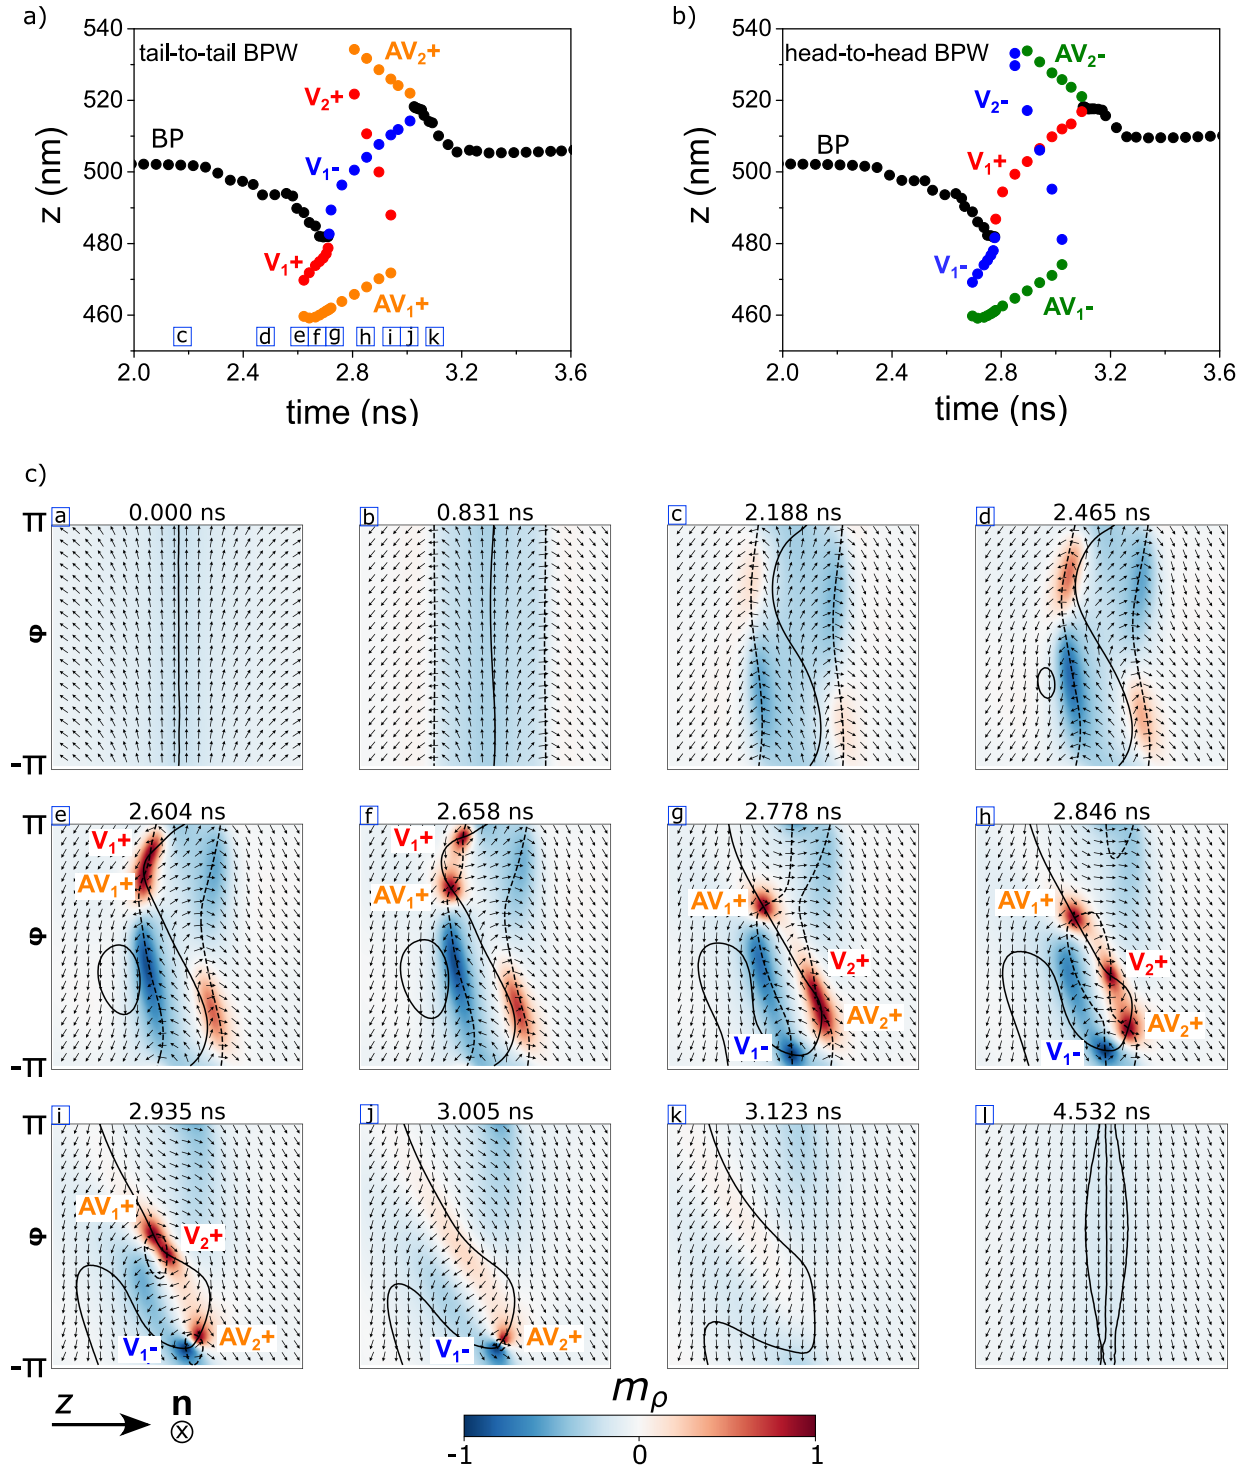 a)
b)
540
tail-to-tail BPW
AV2+
V2+
520
BP
V1-
500
z (nm)
480
V1+
AV1+
460
c d e f g h i j k
2.0 2.4 2.8 3.2 3.6
time (ns)
540
head-to-head BPW
AV2-
V2-
520
BP
V1+
500
z (nm)
480
V1-
AV1-
460
2.0 2.4 2.8 3.2 3.6
time (ns)
c)
a 0.000 ns
b 0.831 ns
c 2.188 ns
d 2.465 ns
π
φ
-π
e 2.604 ns
f 2.658 ns
g 2.778 ns
h 2.846 ns
π
φ
-π
V1+
AV1+
V1+
AV1+
AV1+
V2+
AV2+
V1-
AV1+
V2+
AV2+
V1-
i 2.935 ns
j 3.005 ns
k 3.123 ns
l 4.532 ns
π
φ
-π
AV1+
V2+
AV2+
V1-
AV2+
V1-
z
n
mρ
-1 0 1